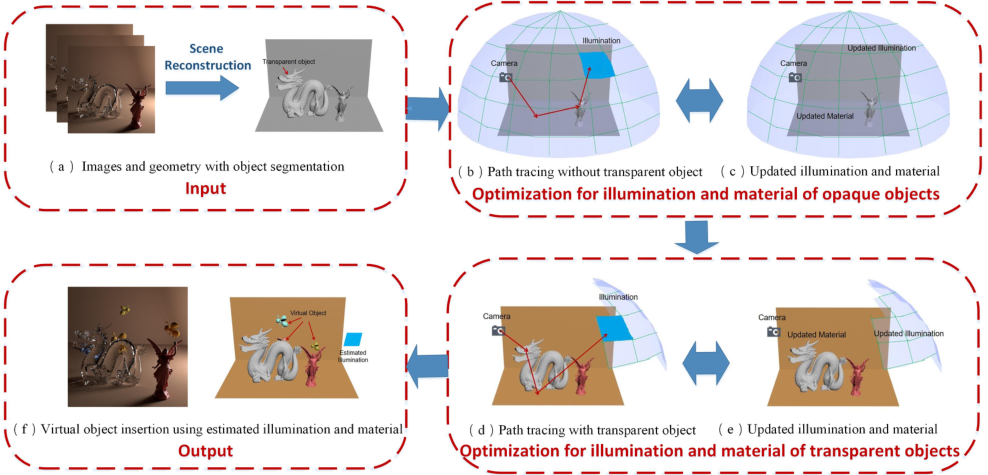 Scene
Reconstruction
Transparent object
( a ) Images and geometry with object segmentation
Input
Illumination
Camera
( b ) Path tracing without transparent object
Updated Illumination
Camera
Updated Material
( c ) Updated illumination and material
Optimization for illumination and material of opaque objects
Illumination
Camera
( d ) Path tracing with transparent object
Camera
Updated Material
Updated Illumination
( e ) Updated illumination and material
Optimization for illumination and material of transparent objects
Virtual Object
Estimated
Illumination
( f ) Virtual object insertion using estimated illumination and material
Output